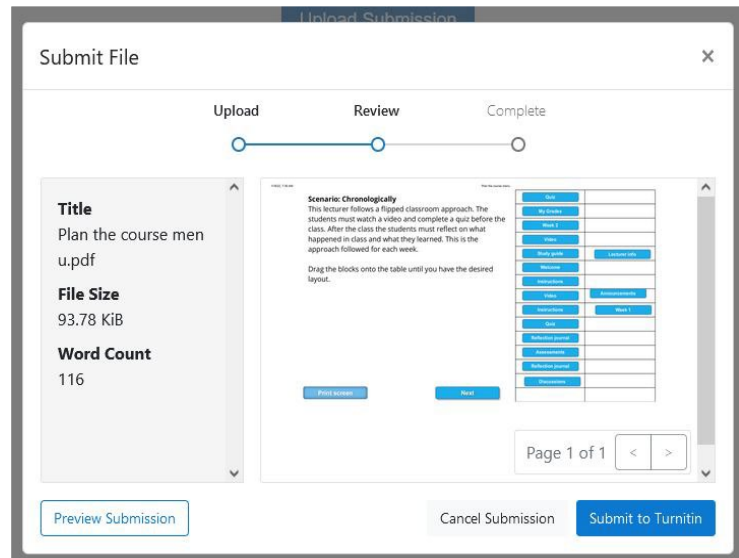 Upload Submission
Submit File
×
Upload
Review
Complete
Title
Plan the course men
u.pdf
File Size
93.78 KiB
Word Count
116
Plan the course menu
Scenario: Chronologically
This lecturer follows a flipped classroom approach. The
students must watch a video and complete a quiz before the
class. After the class the students must reflect on what
happened in class and what they learned. This is the
approach followed for each week.
Drag the blocks onto the table until you have the desired
layout.
Quiz
My Grades
Week 2
Video
Study guide
Lecturer info
Welcome
Instructions
Video
Announcements
Instructions
Week 1
Quiz
Reflection journal
Assessments
Reflection journal
Discussions
Print screen
Next
Page 1 of 1
<
>
Preview Submission
Cancel Submission
Submit to Turnitin